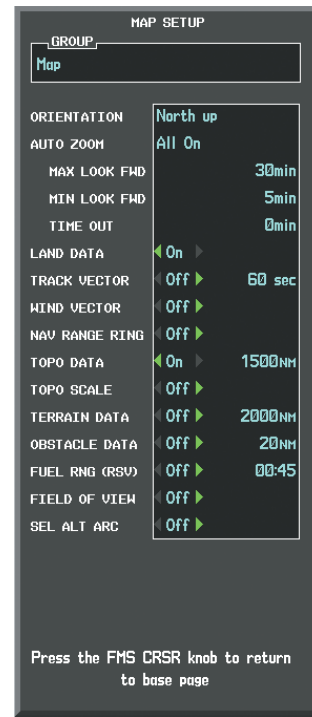 MAP SETUP
GROUP
Map
ORIENTATION North up
AUTO ZOOM All On
MAX LOOK FWD 30min
MIN LOOK FWD 5min
TIME OUT 0min
LAND DATA On
TRACK VECTOR Off 60 sec
WIND VECTOR Off
NAV RANGE RING Off
TOPO DATA On 1500NM
TOPO SCALE Off
TERRAIN DATA Off 2000NM
OBSTACLE DATA Off 20NM
FUEL RNG (RSV) Off 00:45
FIELD OF VIEW Off
SEL ALT ARC Off
Press the FMS CRSR knob to return
to base page